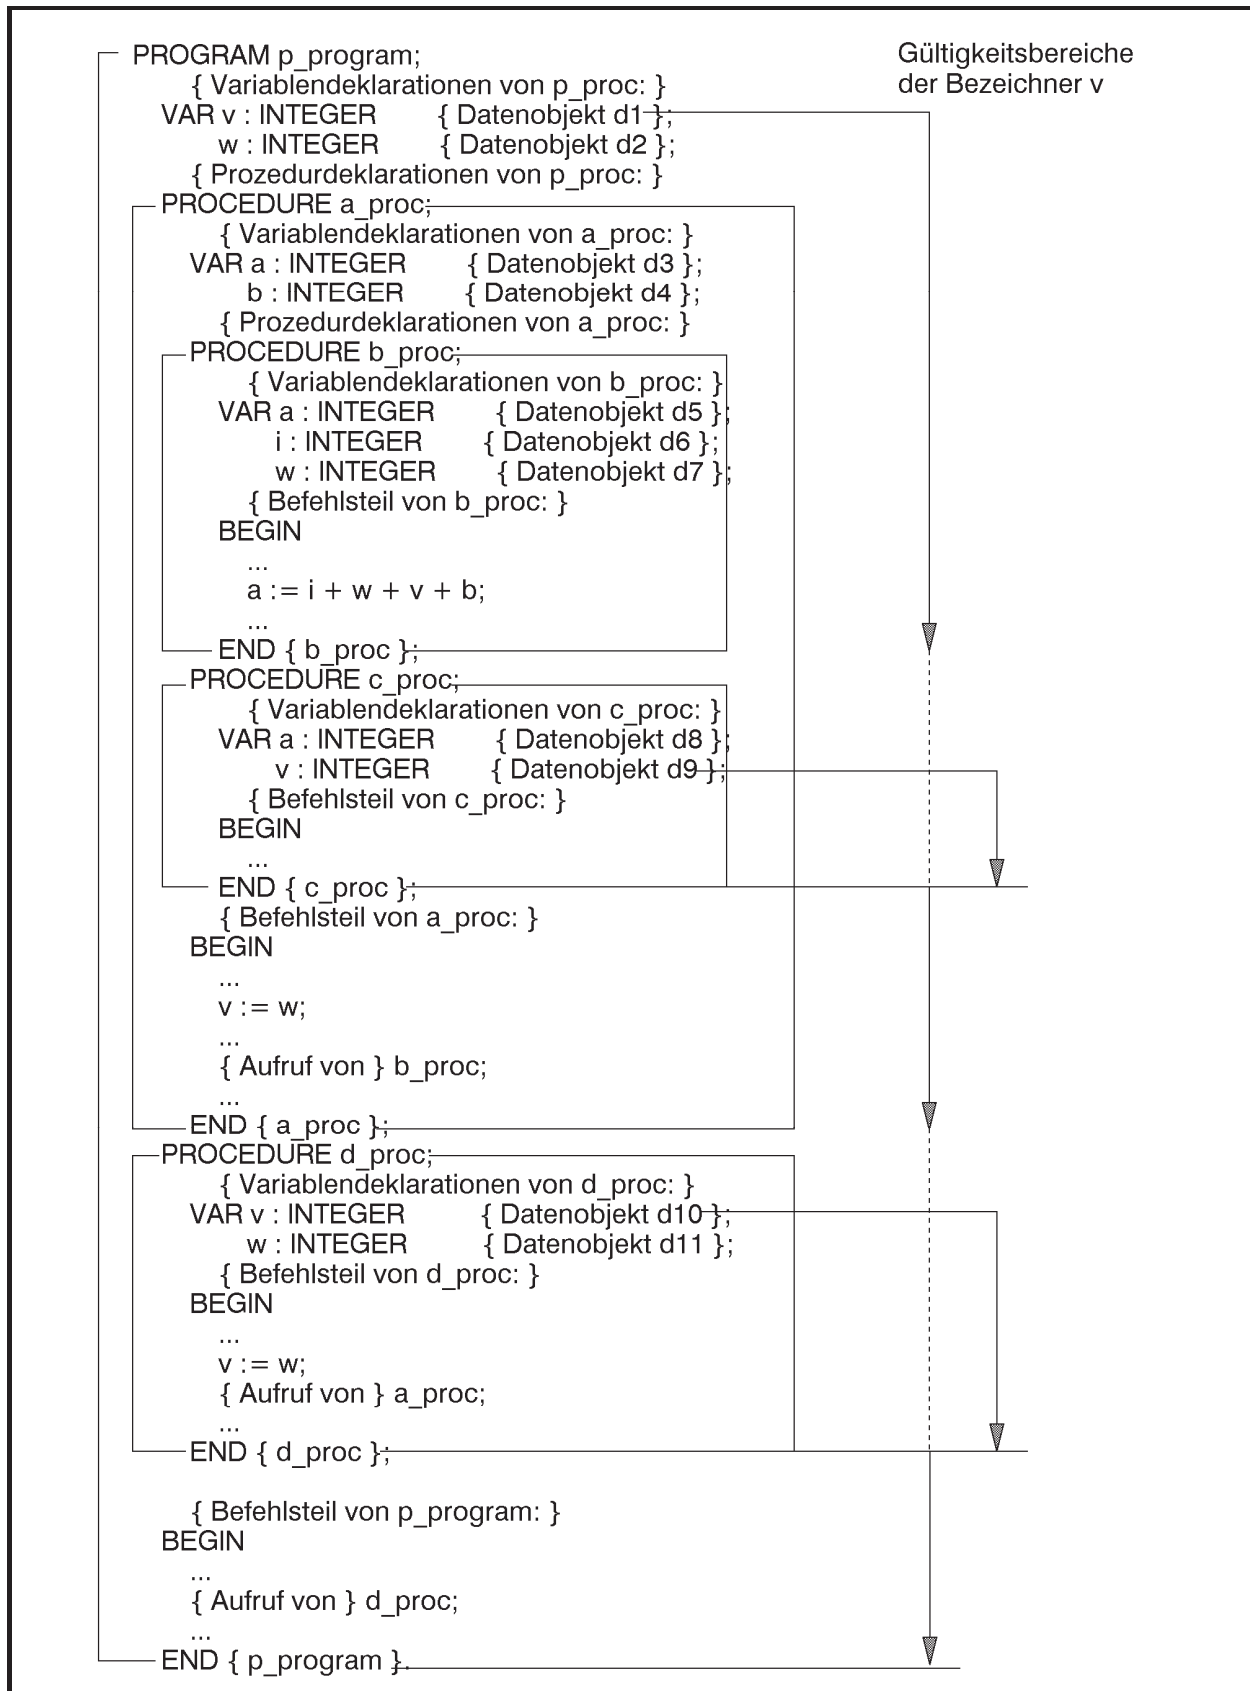 PROGRAM p_program;
Gültigkeitsbereiche
der Bezeichner v
{ Variablendeklarationen von p_proc: }
VAR v : INTEGER { Datenobjekt d1 };
w : INTEGER { Datenobjekt d2 };
{ Prozedurdeklarationen von p_proc: }
PROCEDURE a_proc;
{ Variablendeklarationen von a_proc: }
VAR a : INTEGER { Datenobjekt d3 };
b : INTEGER { Datenobjekt d4 };
{ Prozedurdeklarationen von a_proc: }
PROCEDURE b_proc;
{ Variablendeklarationen von b_proc: }
VAR a : INTEGER { Datenobjekt d5 };
i : INTEGER { Datenobjekt d6 };
w : INTEGER { Datenobjekt d7 };
{ Befehlsteil von b_proc: }
BEGIN
...
a := i + w + v + b;
...
END { b_proc };
PROCEDURE c_proc;
{ Variablendeklarationen von c_proc: }
VAR a : INTEGER { Datenobjekt d8 };
v : INTEGER { Datenobjekt d9 };
{ Befehlsteil von c_proc: }
BEGIN
...
END { c_proc };
{ Befehlsteil von a_proc: }
BEGIN
...
v := w;
...
{ Aufruf von } b_proc;
...
END { a_proc };
PROCEDURE d_proc;
{ Variablendeklarationen von d_proc: }
VAR v : INTEGER { Datenobjekt d10 };
w : INTEGER { Datenobjekt d11 };
{ Befehlsteil von d_proc: }
BEGIN
...
v := w;
{ Aufruf von } a_proc;
...
END { d_proc };
{ Befehlsteil von p_program: }
BEGIN
...
{ Aufruf von } d_proc;
...
END { p_program }.